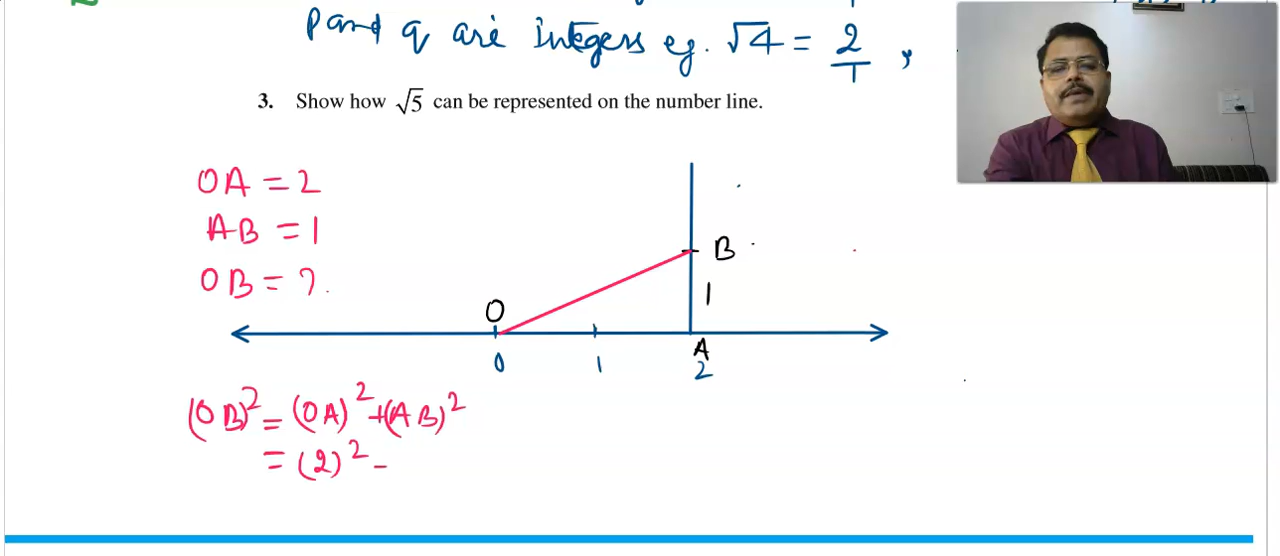 p and q are integers eg. √4 = 2/1 ,
3. Show how √5 can be represented on the number line.
OA = 2
AB = 1
OB = ?
B
1
O
A
0 1 2
(OB)² = (OA)² + (AB)²
= (2)² -